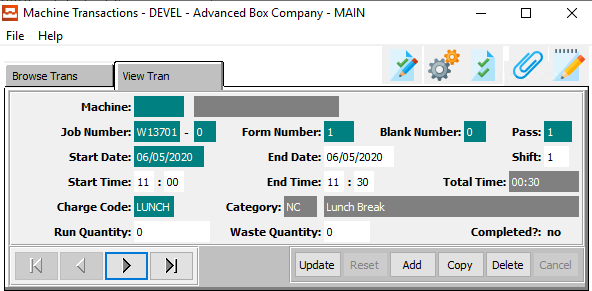 Machine Transactions - DEVEL - Advanced Box Company - MAIN
File Help
Browse Trans View Tran
Machine:
Job Number: W13701 - 0 Form Number: 1 Blank Number: 0 Pass: 1
Start Date: 06/05/2020 End Date: 06/05/2020 Shift: 1
Start Time: 11 : 00 End Time: 11 : 30 Total Time: 00:30
Charge Code: LUNCH Category: NC Lunch Break
Run Quantity: 0 Waste Quantity: 0 Completed?: no
Update Reset Add Copy Delete Cancel